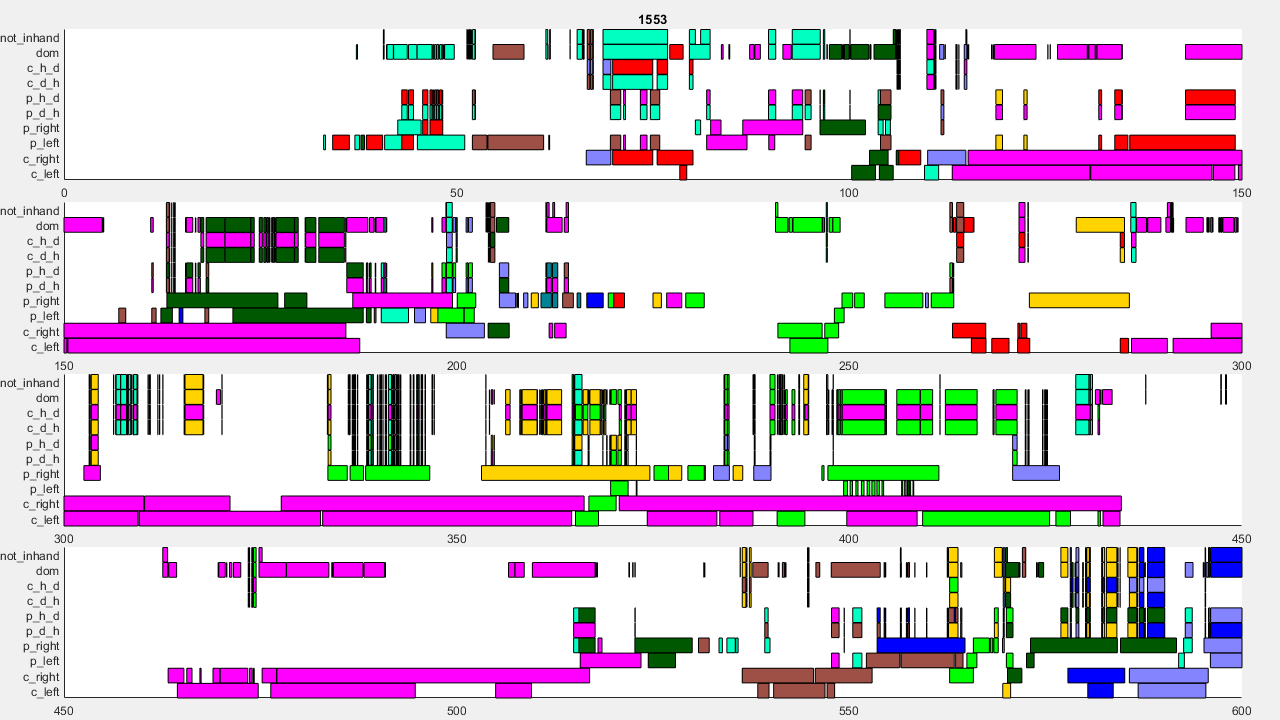 1553
not_inhand
dom
c_h_d
c_d_h
p_h_d
p_d_h
p_right
p_left
c_right
c_left
0 50 100 150
not_inhand
dom
c_h_d
c_d_h
p_h_d
p_d_h
p_right
p_left
c_right
c_left
150 200 250 300
not_inhand
dom
c_h_d
c_d_h
p_h_d
p_d_h
p_right
p_left
c_right
c_left
300 350 400 450
not_inhand
dom
c_h_d
c_d_h
p_h_d
p_d_h
p_right
p_left
c_right
c_left
450 500 550 600